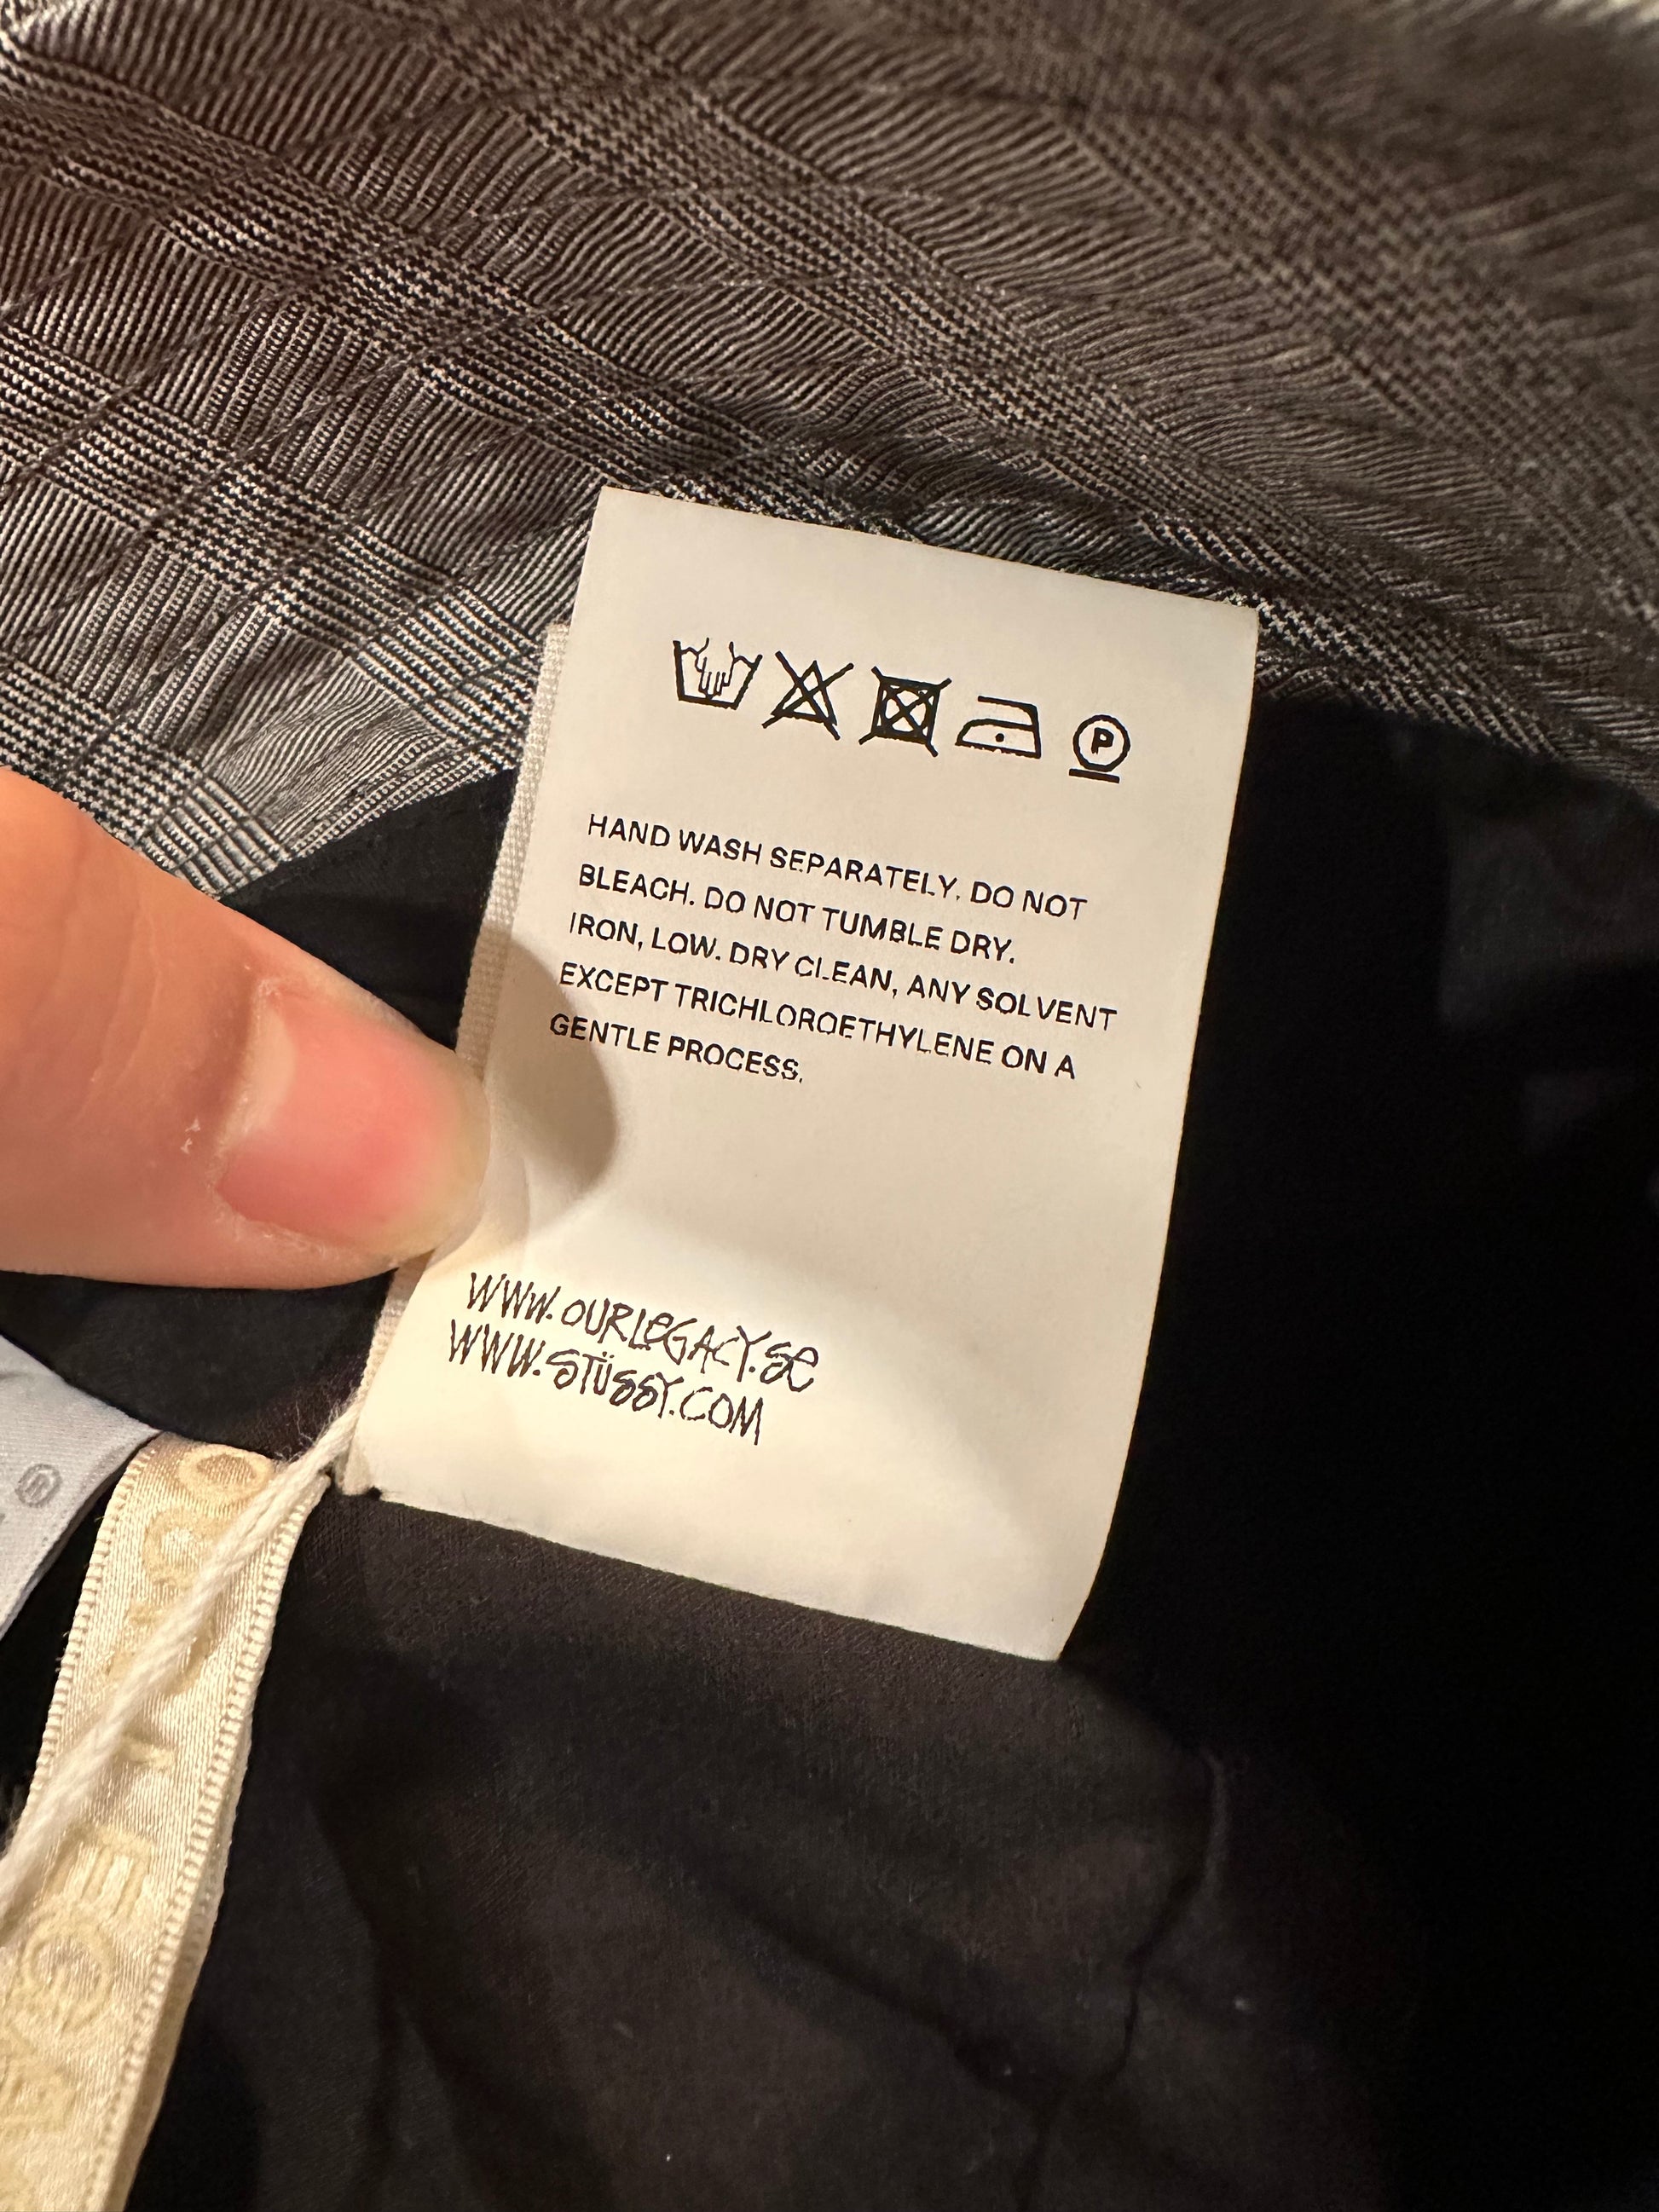 P
HAND WASH SEPARATELY. DO NOT
BLEACH. DO NOT TUMBLE DRY.
IRON, LOW. DRY CLEAN, ANY SOLVENT
EXCEPT TRICHLOROETHYLENE ON A
GENTLE PROCESS.
WWW.OURLEGACY.SE
WWW.STÜSSY.COM
®